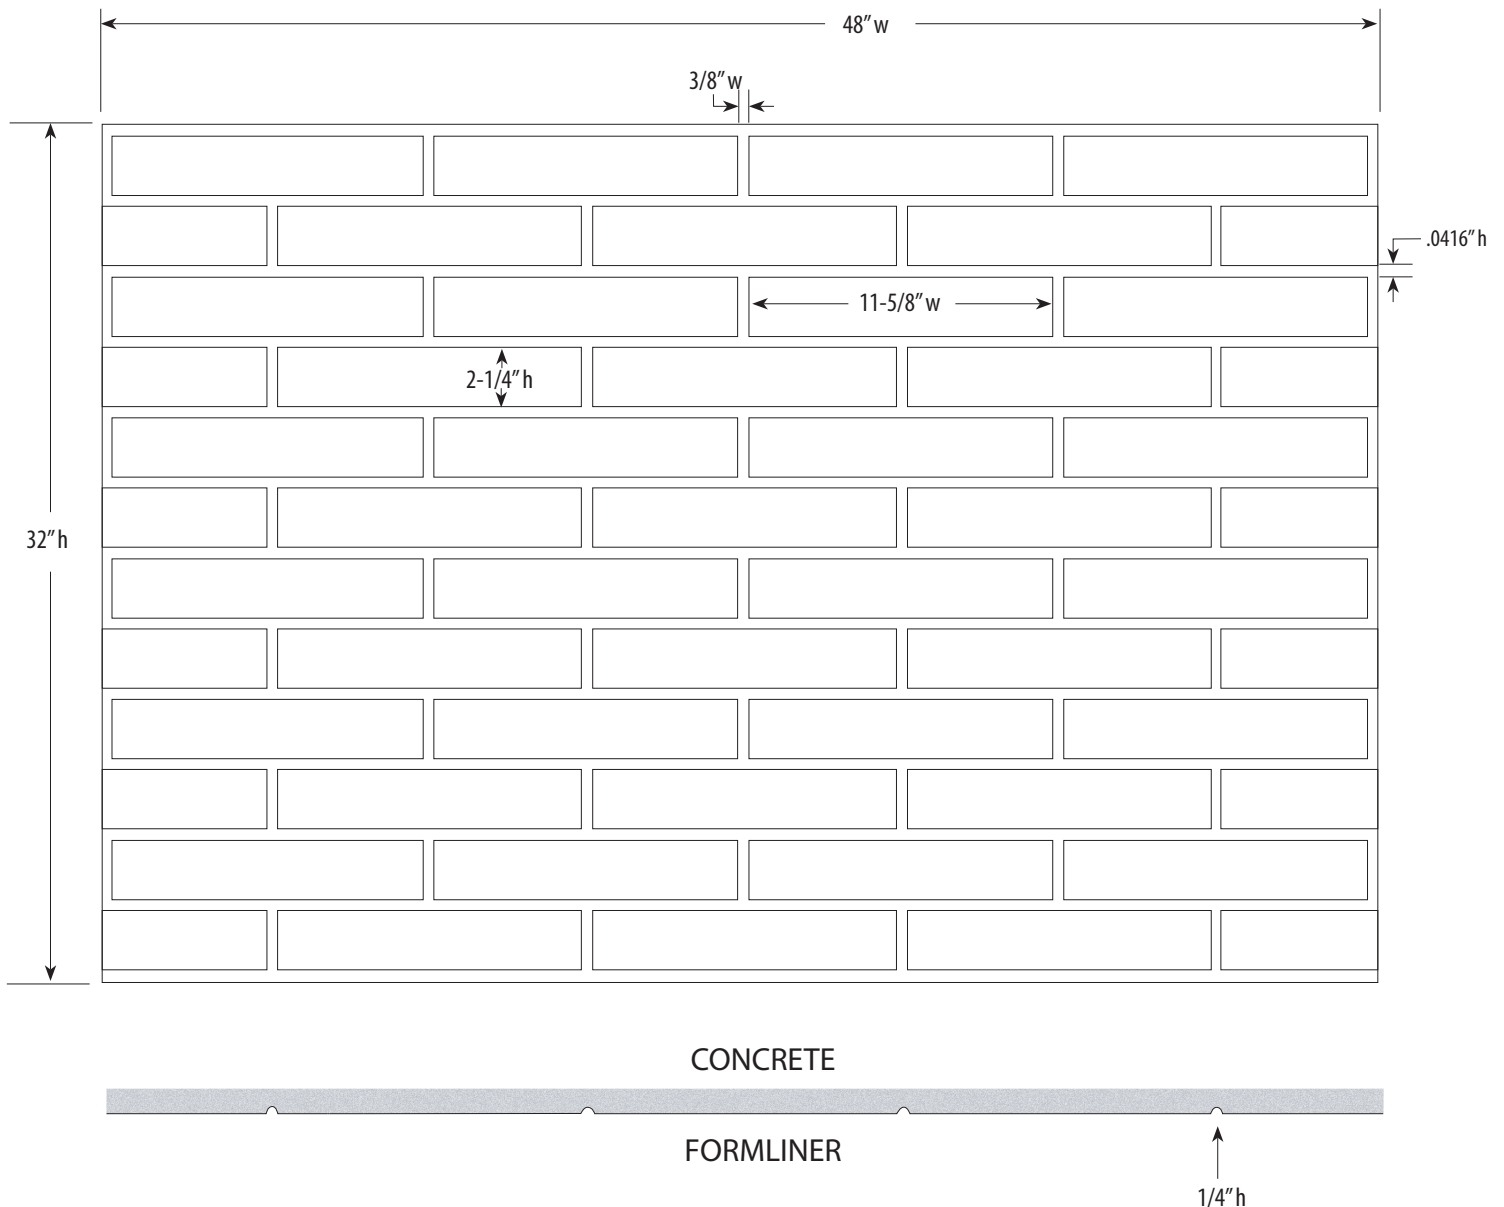 48” w
3/8” w
.0416” h
11-5/8” w
2-1/4” h
32” h
CONCRETE
FORMLINER
1/4” h